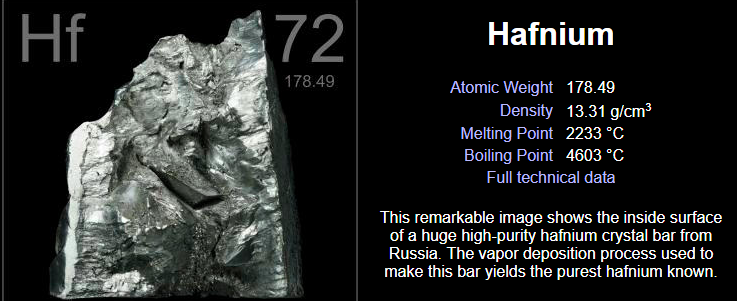 Hf
72
178.49
Hafnium
Atomic Weight 178.49
Density 13.31 g/cm³
Melting Point 2233 °C
Boiling Point 4603 °C
Full technical data
This remarkable image shows the inside surface
of a huge high-purity hafnium crystal bar from
Russia. The vapor deposition process used to
make this bar yields the purest hafnium known.